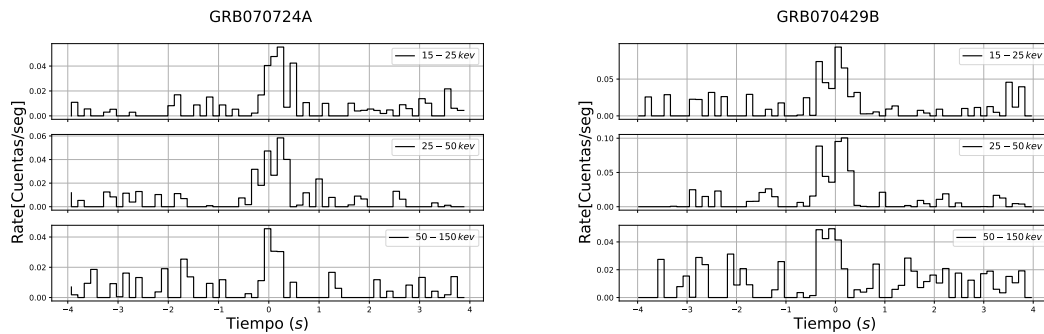 GRB070724A
15 − 25 kev
0.04
0.02
0.00
25 − 50 kev
0.06
0.04
0.02
0.00
50 − 150 kev
0.04
0.02
0.00
Rate[Cuentas/seg]
−4 −3 −2 −1 0 1 2 3 4
Tiempo (s)
GRB070429B
15 − 25 kev
0.05
0.00
25 − 50 kev
0.10
0.05
0.00
50 − 150 kev
0.04
0.02
0.00
Rate[Cuentas/seg]
−4 −3 −2 −1 0 1 2 3 4
Tiempo (s)